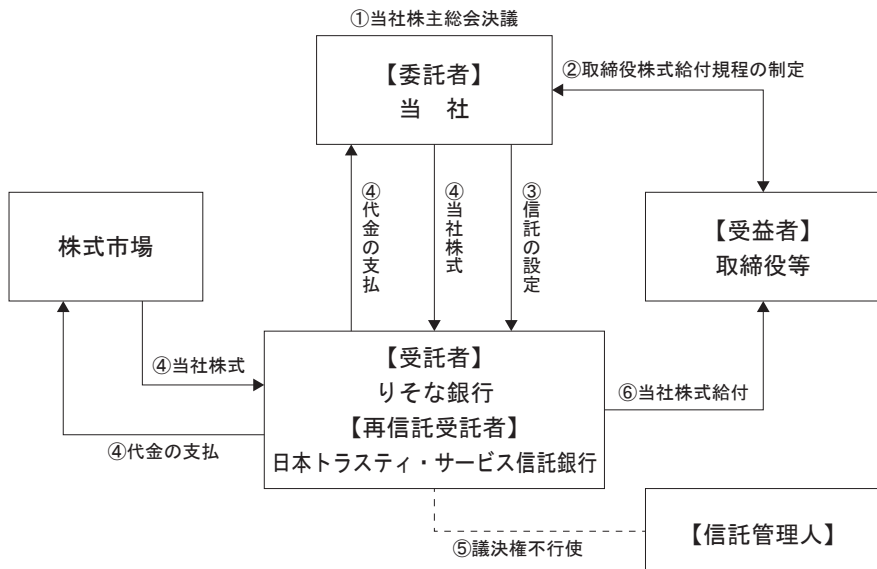 ①当社株主総会決議
【委託者】
当　社
②取締役株式給付規程の制定
④代金の支払
④当社株式
③信託の設定
株式市場
【受益者】
取締役等
④当社株式
【受託者】
りそな銀行
【再信託受託者】
日本トラスティ・サービス信託銀行
⑥当社株式給付
④代金の支払
⑤議決権不行使
【信託管理人】